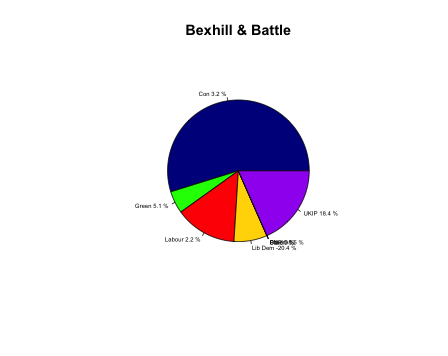 Bexhill & Battle
Con 3.2 %
Green 5.1 %
UKIP 18.4 %
Labour 2.2 %
Lib Dem -20.4 %